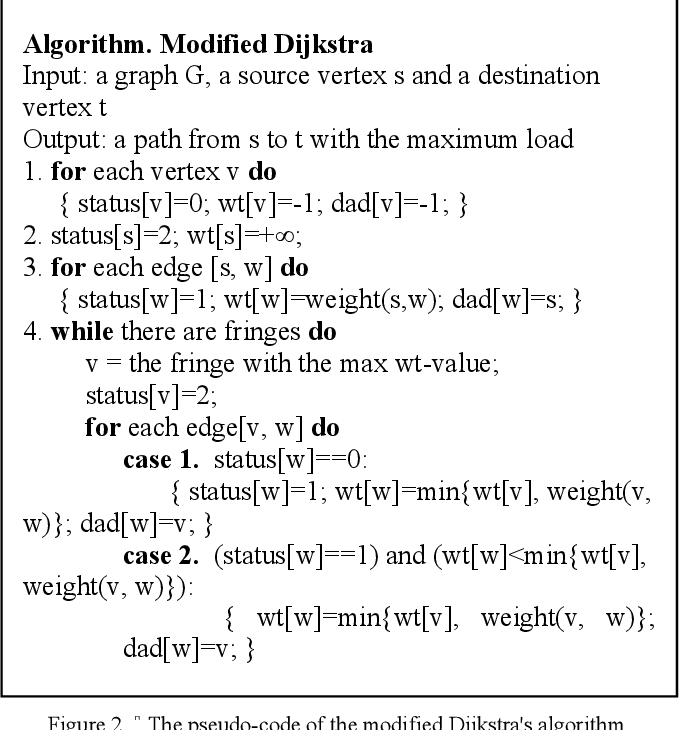 Algorithm. Modified Dijkstra
Input: a graph G, a source vertex s and a destination
vertex t
Output: a path from s to t with the maximum load
1. for each vertex v do
{ status[v]=0; wt[v]=-1; dad[v]=-1; }
2. status[s]=2; wt[s]=+∞;
3. for each edge [s, w] do
{ status[w]=1; wt[w]=weight(s,w); dad[w]=s; }
4. while there are fringes do
v = the fringe with the max wt-value;
status[v]=2;
for each edge[v, w] do
case 1. status[w]==0:
{ status[w]=1; wt[w]=min{wt[v], weight(v,
w)}; dad[w]=v; }
case 2. (status[w]==1) and (wt[w]<min{wt[v],
weight(v, w)}):
{ wt[w]=min{wt[v], weight(v, w)};
dad[w]=v; }
Figure 2. " The pseudo-code of the modified Dijkstra's algorithm